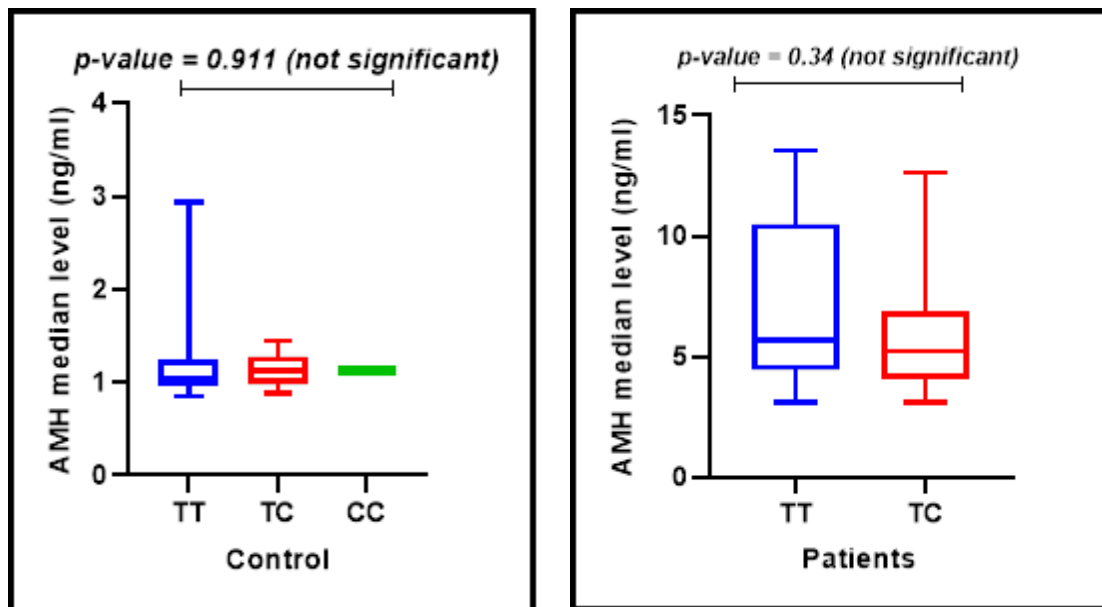 p-value = 0.911 (not significant)
AMH median level (ng/ml)
4
3
2
1
0
TT TC CC
Control
p-value = 0.34 (not significant)
AMH median level (ng/ml)
15
10
5
0
TT TC
Patients